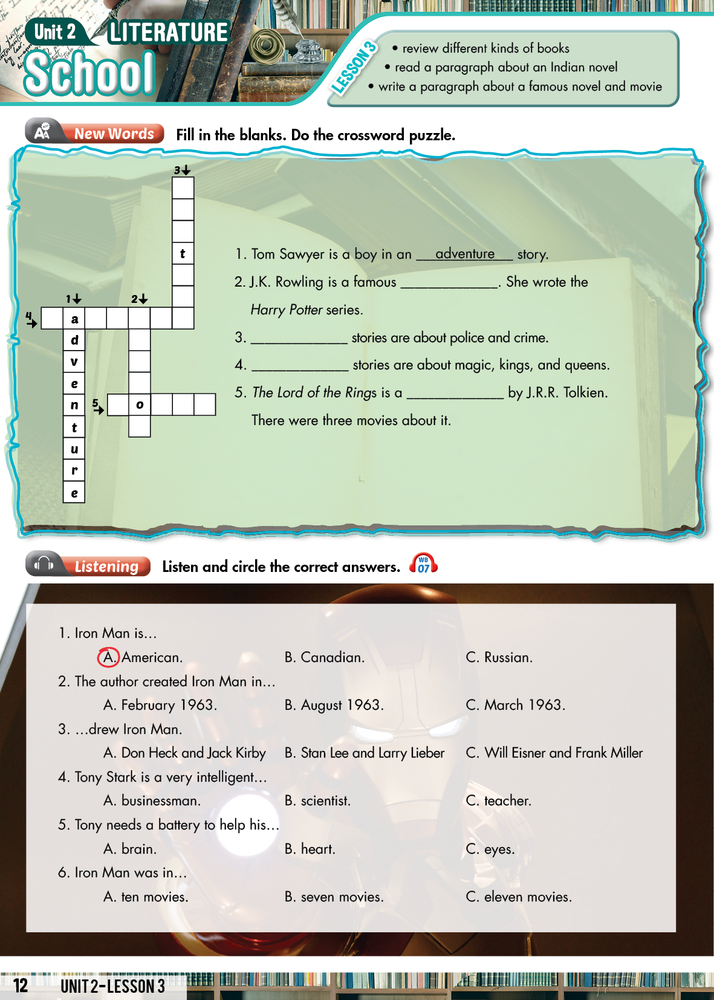 Unit 2 LITERATURE
School
LESSON 3
• review different kinds of books
• read a paragraph about an Indian novel
• write a paragraph about a famous novel and movie
New Words Fill in the blanks. Do the crossword puzzle.
3
t
1 2
4 a
d
v
e
5 n o
t
u
r
e
1. Tom Sawyer is a boy in an adventure story.
2. J.K. Rowling is a famous ______________. She wrote the
Harry Potter series.
3. ______________ stories are about police and crime.
4. ______________ stories are about magic, kings, and queens.
5. The Lord of the Rings is a ______________ by J.R.R. Tolkien.
There were three movies about it.
Listening Listen and circle the correct answers. WB 07
1. Iron Man is…
A. American. B. Canadian. C. Russian.
2. The author created Iron Man in…
A. February 1963. B. August 1963. C. March 1963.
3. …drew Iron Man.
A. Don Heck and Jack Kirby B. Stan Lee and Larry Lieber C. Will Eisner and Frank Miller
4. Tony Stark is a very intelligent…
A. businessman. B. scientist. C. teacher.
5. Tony needs a battery to help his…
A. brain. B. heart. C. eyes.
6. Iron Man was in…
A. ten movies. B. seven movies. C. eleven movies.
12 UNIT 2–LESSON 3